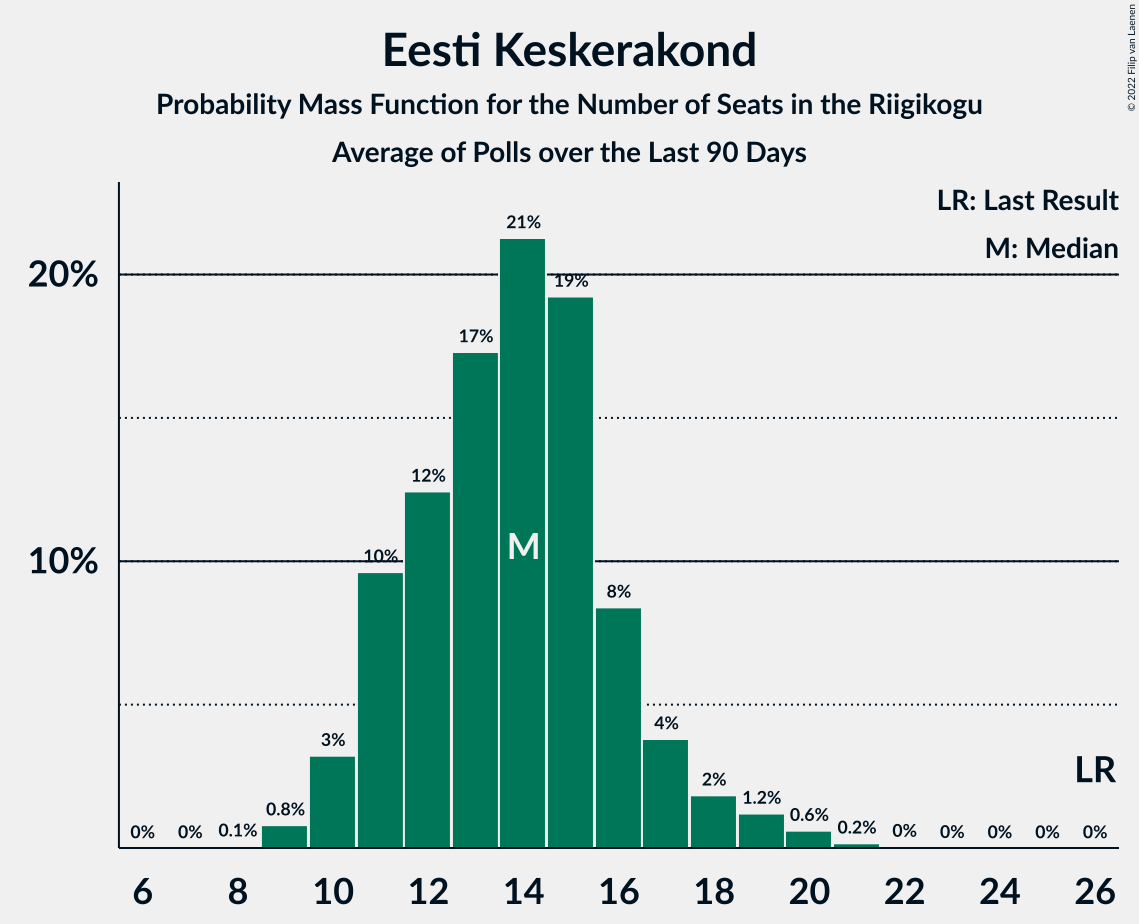 Eesti Keskerakond
Probability Mass Function for the Number of Seats in the Riigikogu
Average of Polls over the Last 90 Days
© 2022 Filip van Laenen
LR: Last Result
M: Median
20%
10%
0%
0%
0.1%
0.8%
3%
10%
12%
17%
21%
19%
8%
4%
2%
1.2%
0.6%
0.2%
0%
0%
0%
0%
0%
M
LR
6 8 10 12 14 16 18 20 22 24 26